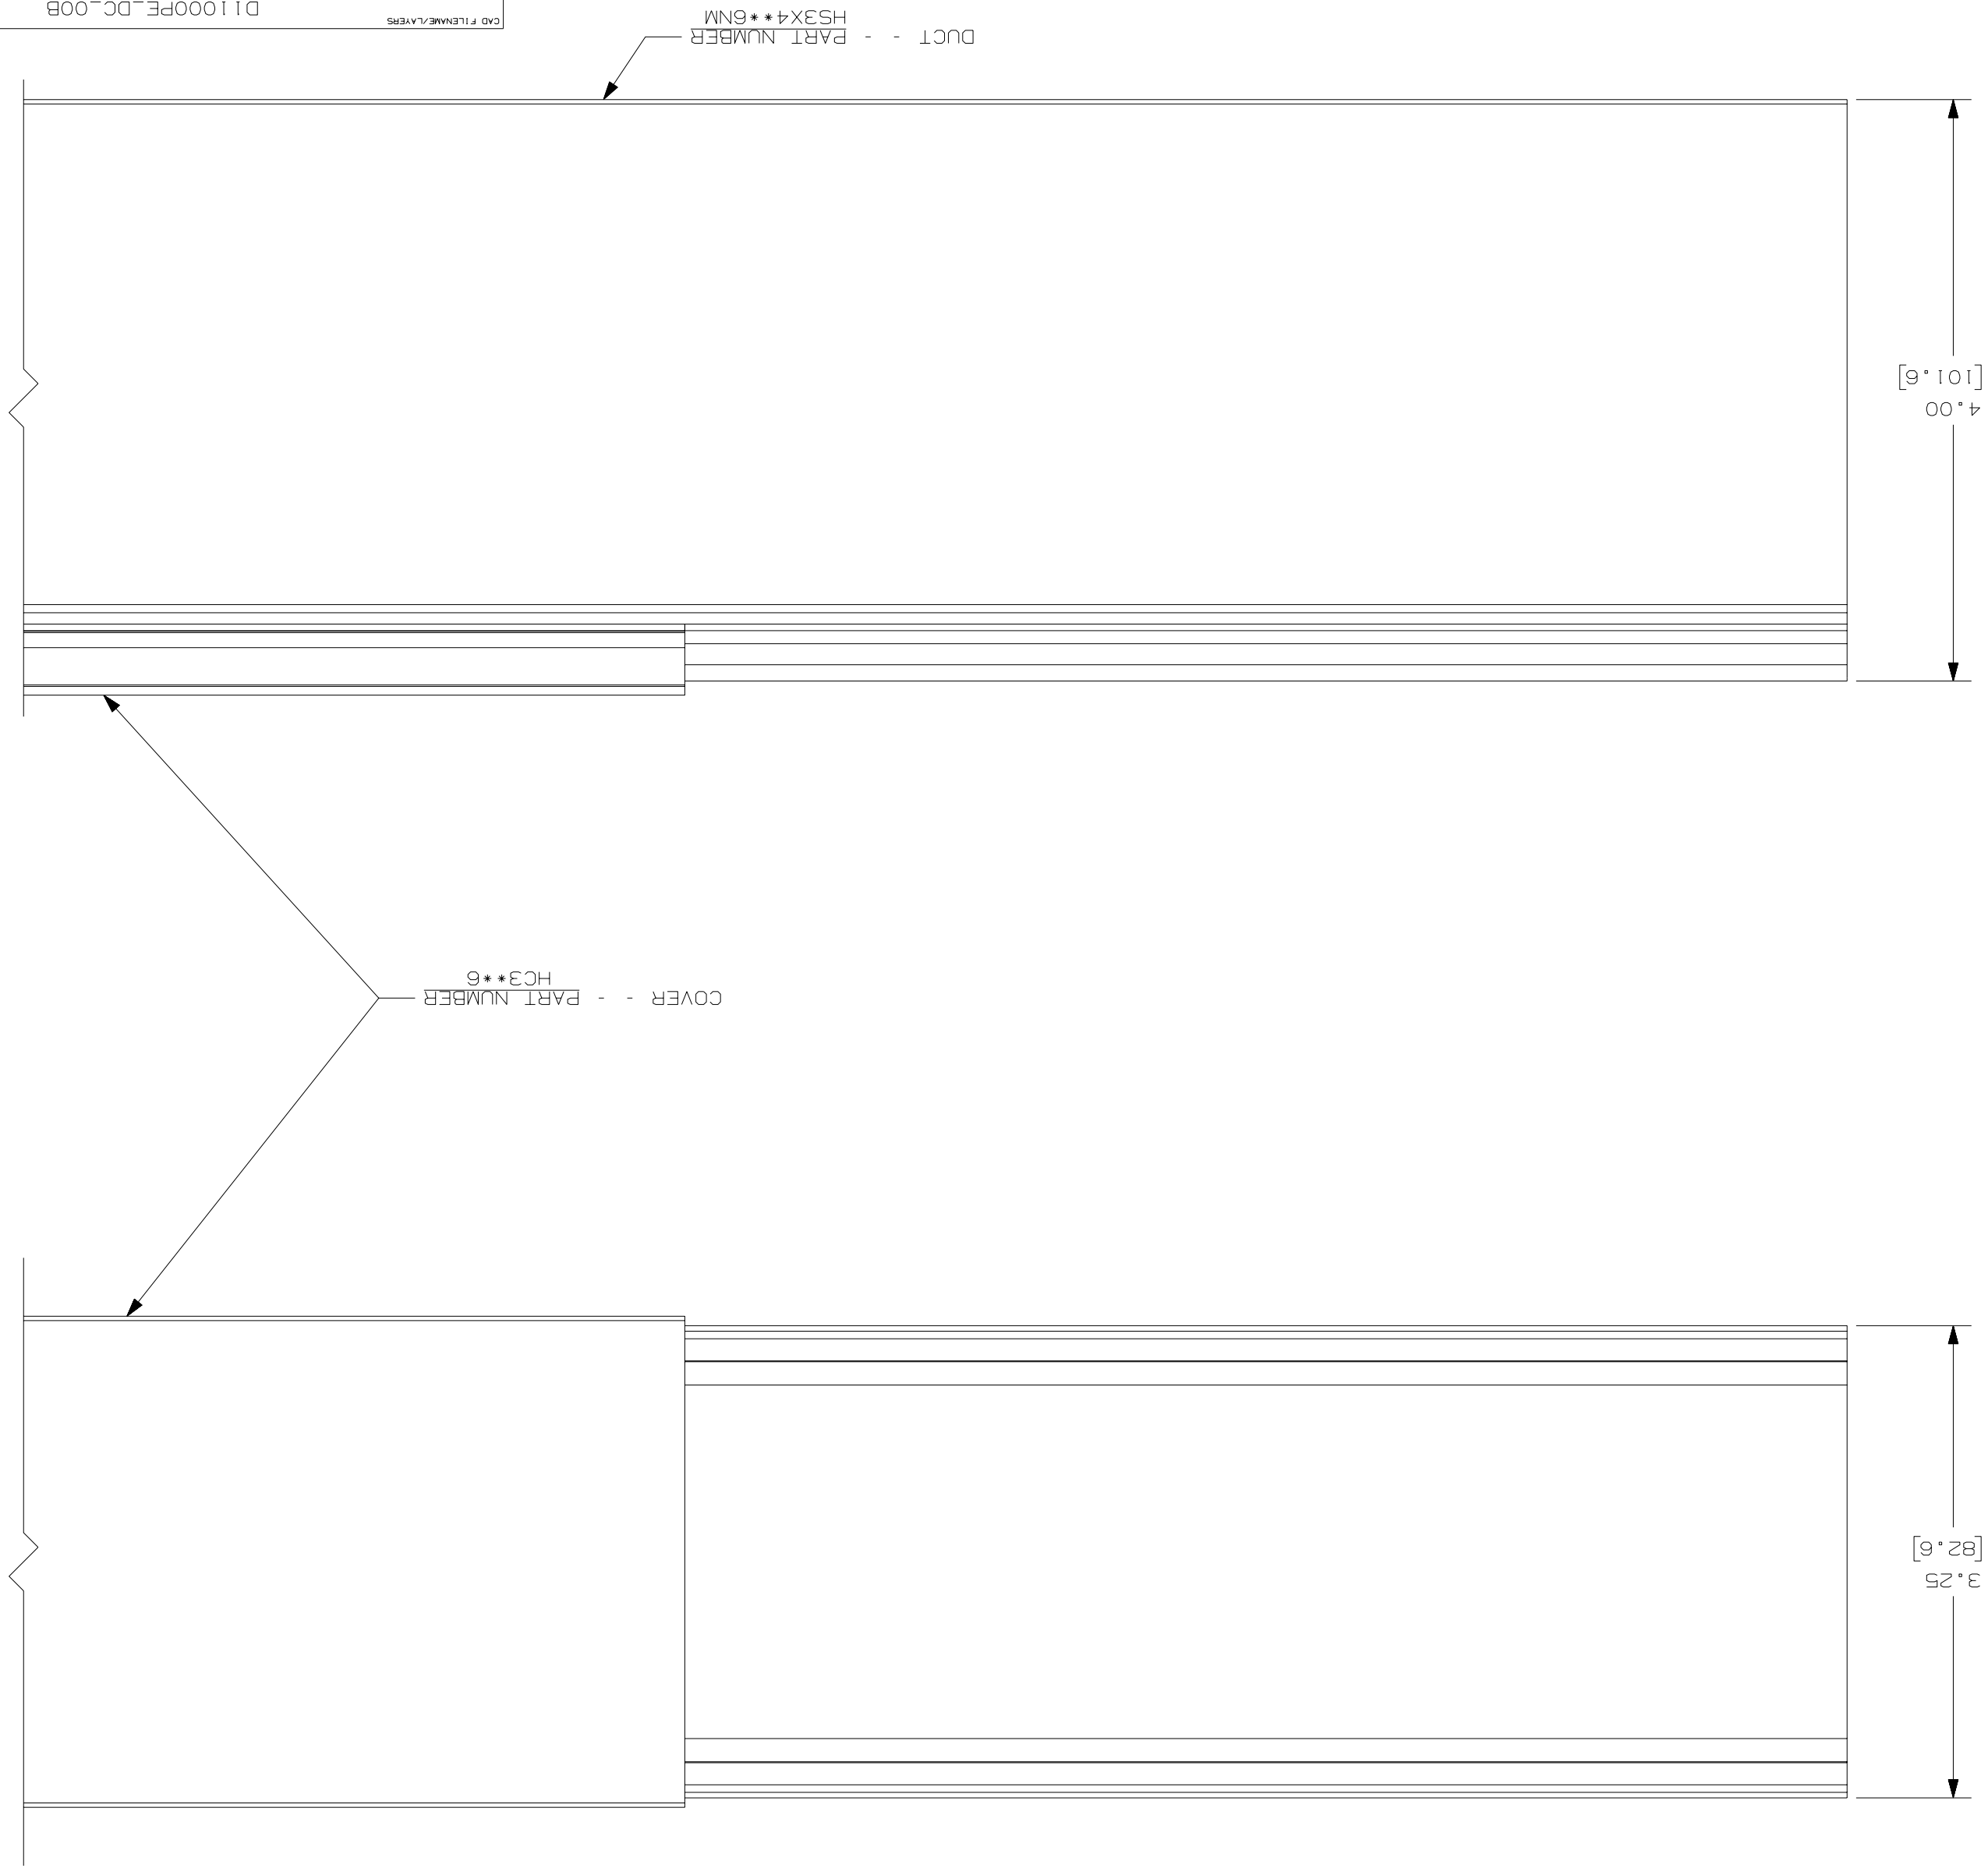 3.25
[82.6]
COVER - - PART NUMBER
HC3**6
4.00
[101.6]
DUCT - - PART NUMBER
HS3X4**6NM
CAD FILENAME/LAYERS
D11000PE_DC_00B